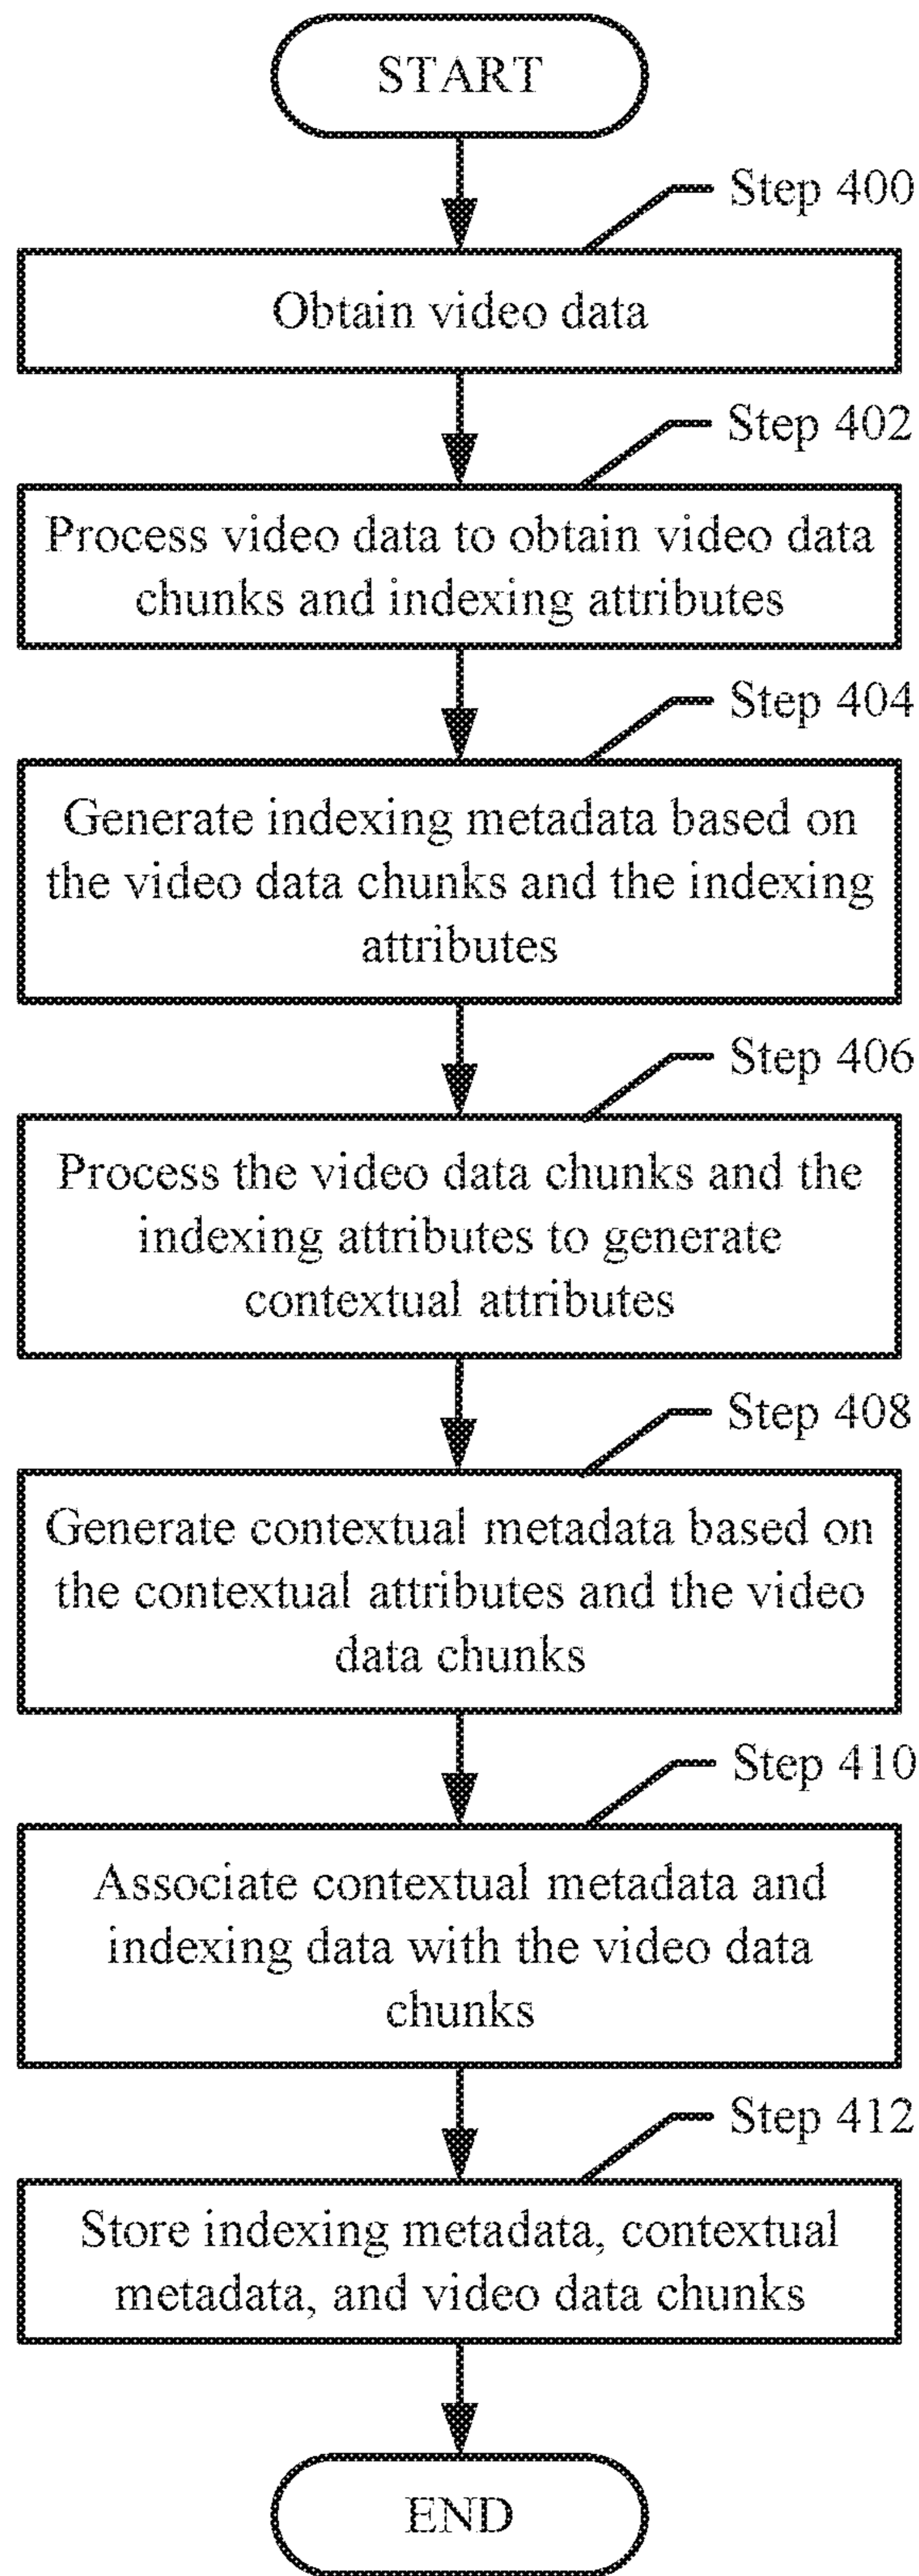 START
Step 400
Obtain video data
Step 402
Process video data to obtain video data
chunks and indexing attributes
Step 404
Generate indexing metadata based on
the video data chunks and the indexing
attributes
Step 406
Process the video data chunks and the
indexing attributes to generate
contextual attributes
Step 408
Generate contextual metadata based on
the contextual attributes and the video
data chunks
Step 410
Associate contextual metadata and
indexing data with the video data
chunks
Step 412
Store indexing metadata, contextual
metadata, and video data chunks
END